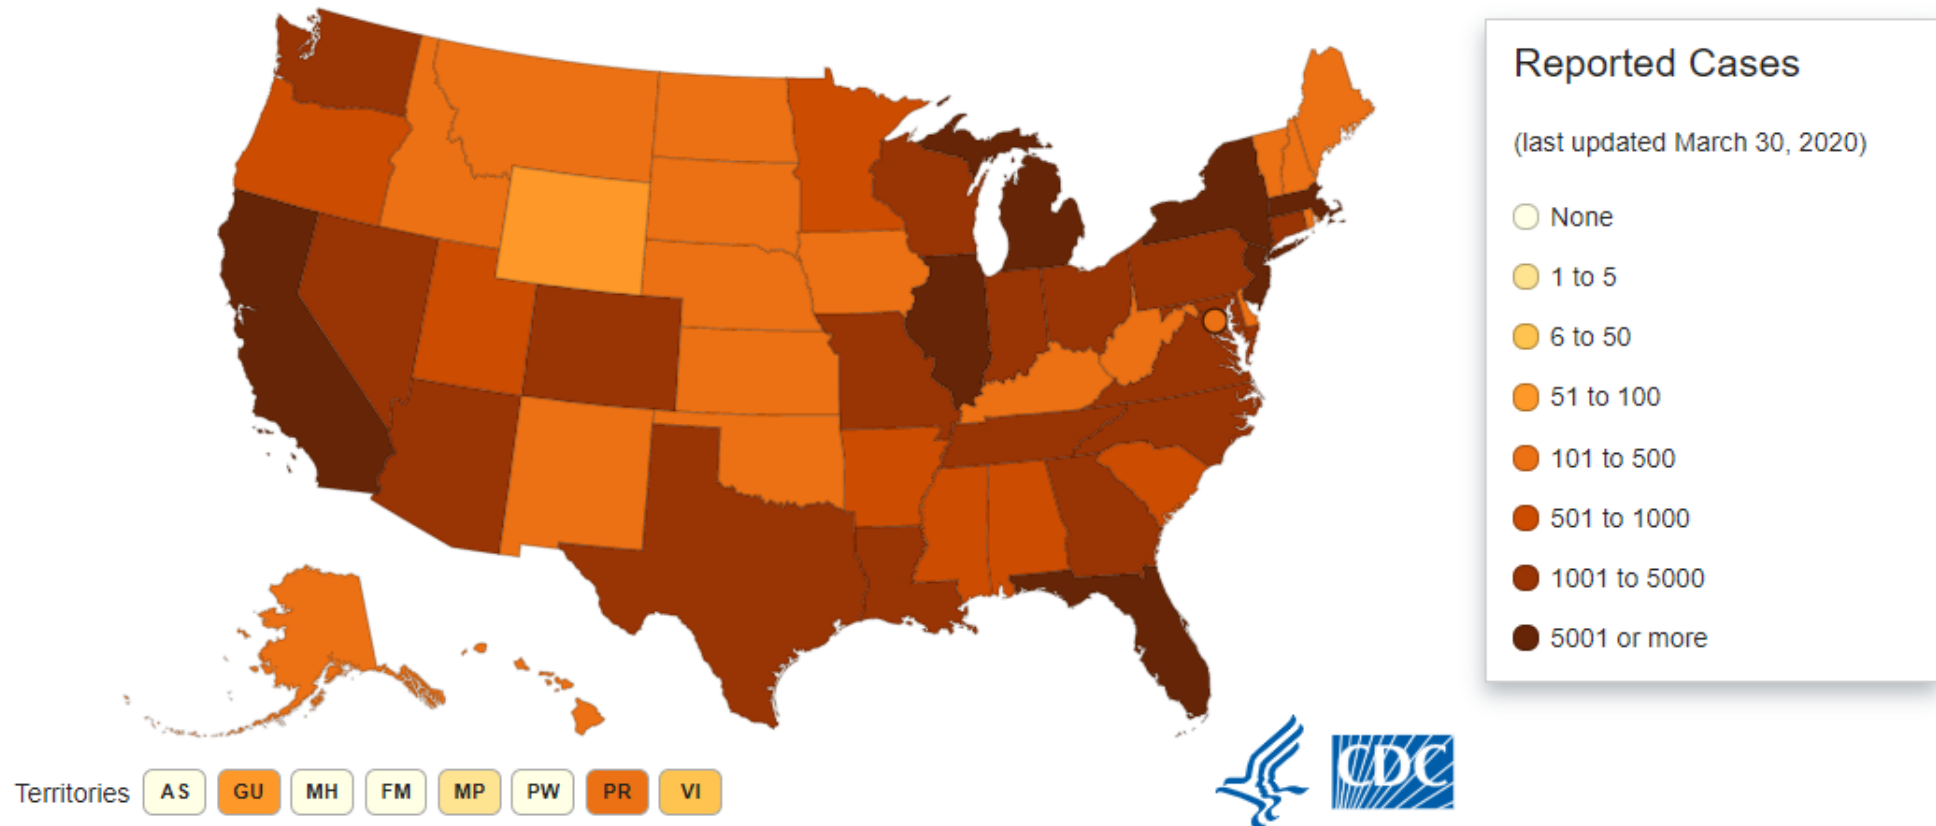 Reported Cases
(last updated March 30, 2020)
None
1 to 5
6 to 50
51 to 100
101 to 500
501 to 1000
1001 to 5000
5001 or more
CDC
Territories AS GU MH FM MP PW PR VI